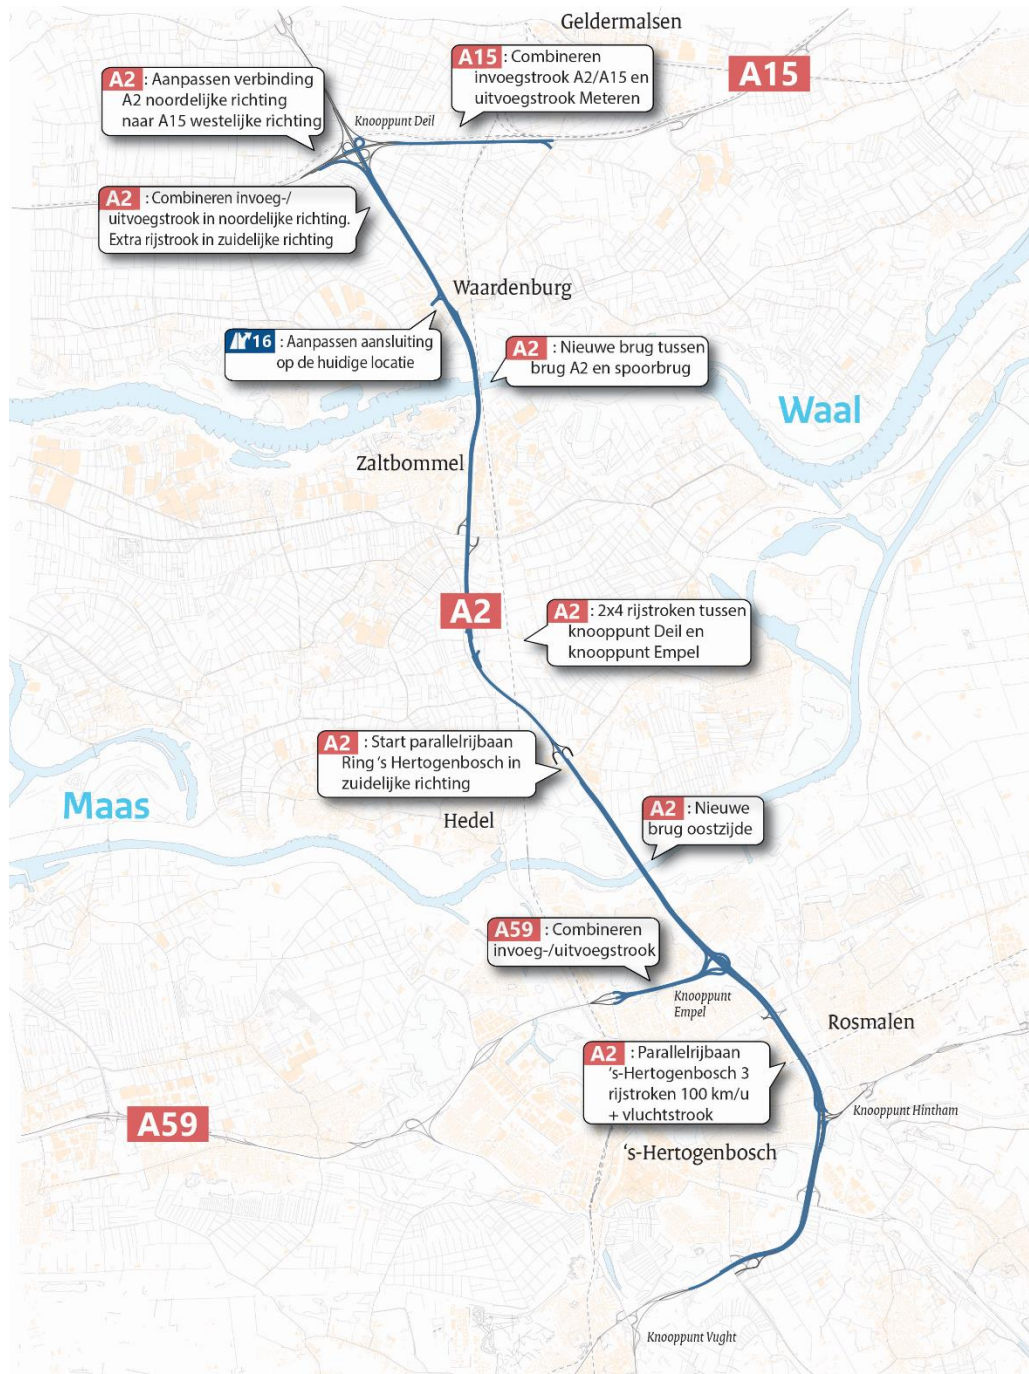 Geldermalsen
A15 : Combineren
invoegstrook A2/A15 en
uitvoegstrook Meteren
A15
A2 : Aanpassen verbinding
A2 noordelijke richting
naar A15 westelijke richting
Knooppunt Deil
A2 : Combineren invoeg-/
uitvoegstrook in noordelijke richting.
Extra rijstrook in zuidelijke richting
Waardenburg
16 : Aanpassen aansluiting
op de huidige locatie
A2 : Nieuwe brug tussen
brug A2 en spoorbrug
Waal
Zaltbommel
A2
A2 : 2x4 rijstroken tussen
knooppunt Deil en
knooppunt Empel
A2 : Start parallelrijbaan
Ring ‘s Hertogenbosch in
zuidelijke richting
Maas
Hedel
A2 : Nieuwe
brug oostzijde
A59 : Combineren
invoeg-/uitvoegstrook
Knooppunt
Empel
Rosmalen
A2 : Parallelrijbaan
‘s-Hertogenbosch 3
rijstroken 100 km/u
+ vluchtstrook
Knooppunt Hintham
A59
‘s-Hertogenbosch
Knooppunt Vught